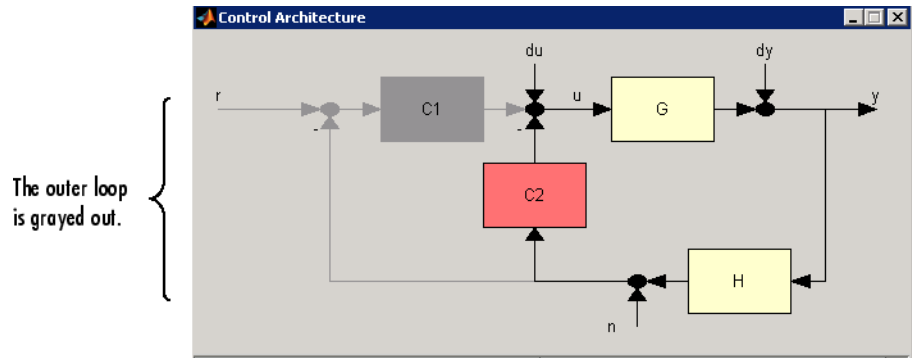 Control Architecture
du
dy
r
C1
u
G
y
-
-
The outer loop
is grayed out.
C2
H
n